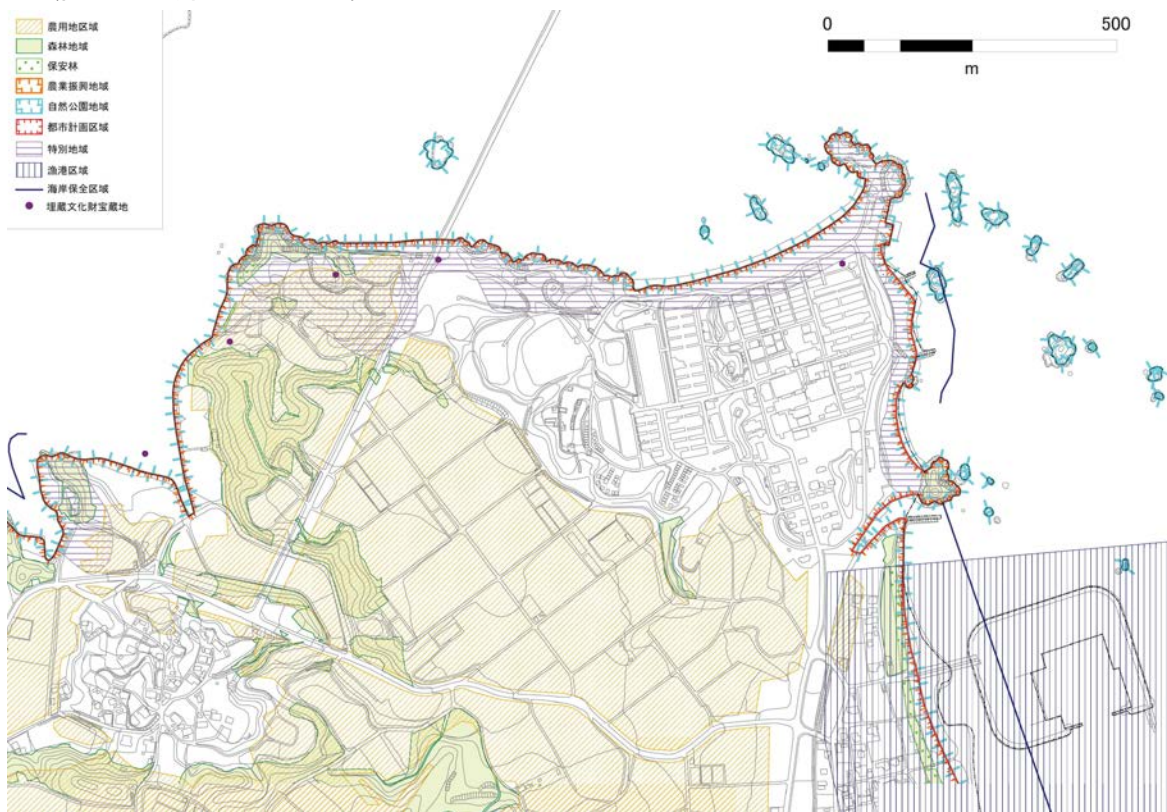 農用地区域
森林地域
保安林
農業振興地域
自然公園地域
都市計画区域
特別地域
漁港区域
海岸保全区域
埋蔵文化財宝蔵地
0 500
m